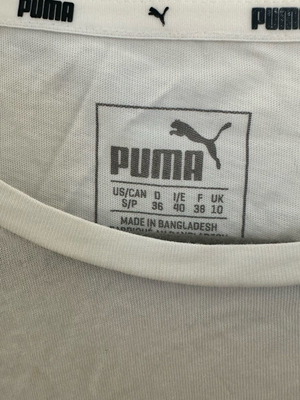 PUMA PUMA
PUMA
US/CAN D I/E F UK
S/P 36 40 38 10
MADE IN BANGLADESH